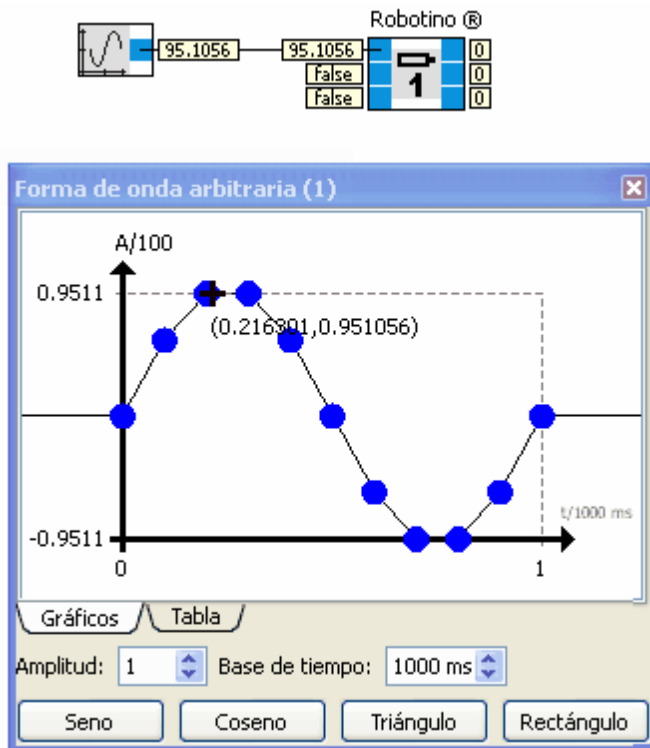 Robotino ®
95.1056 95.1056 0
false 0
false 1 0
Forma de onda arbitraria (1)
A/100
0.9511
(0.216301,0.951056)
t/1000 ms
-0.9511
0 1
Gráficos Tabla
Amplitud: 1 Base de tiempo: 1000 ms
Seno Coseno Triángulo Rectángulo